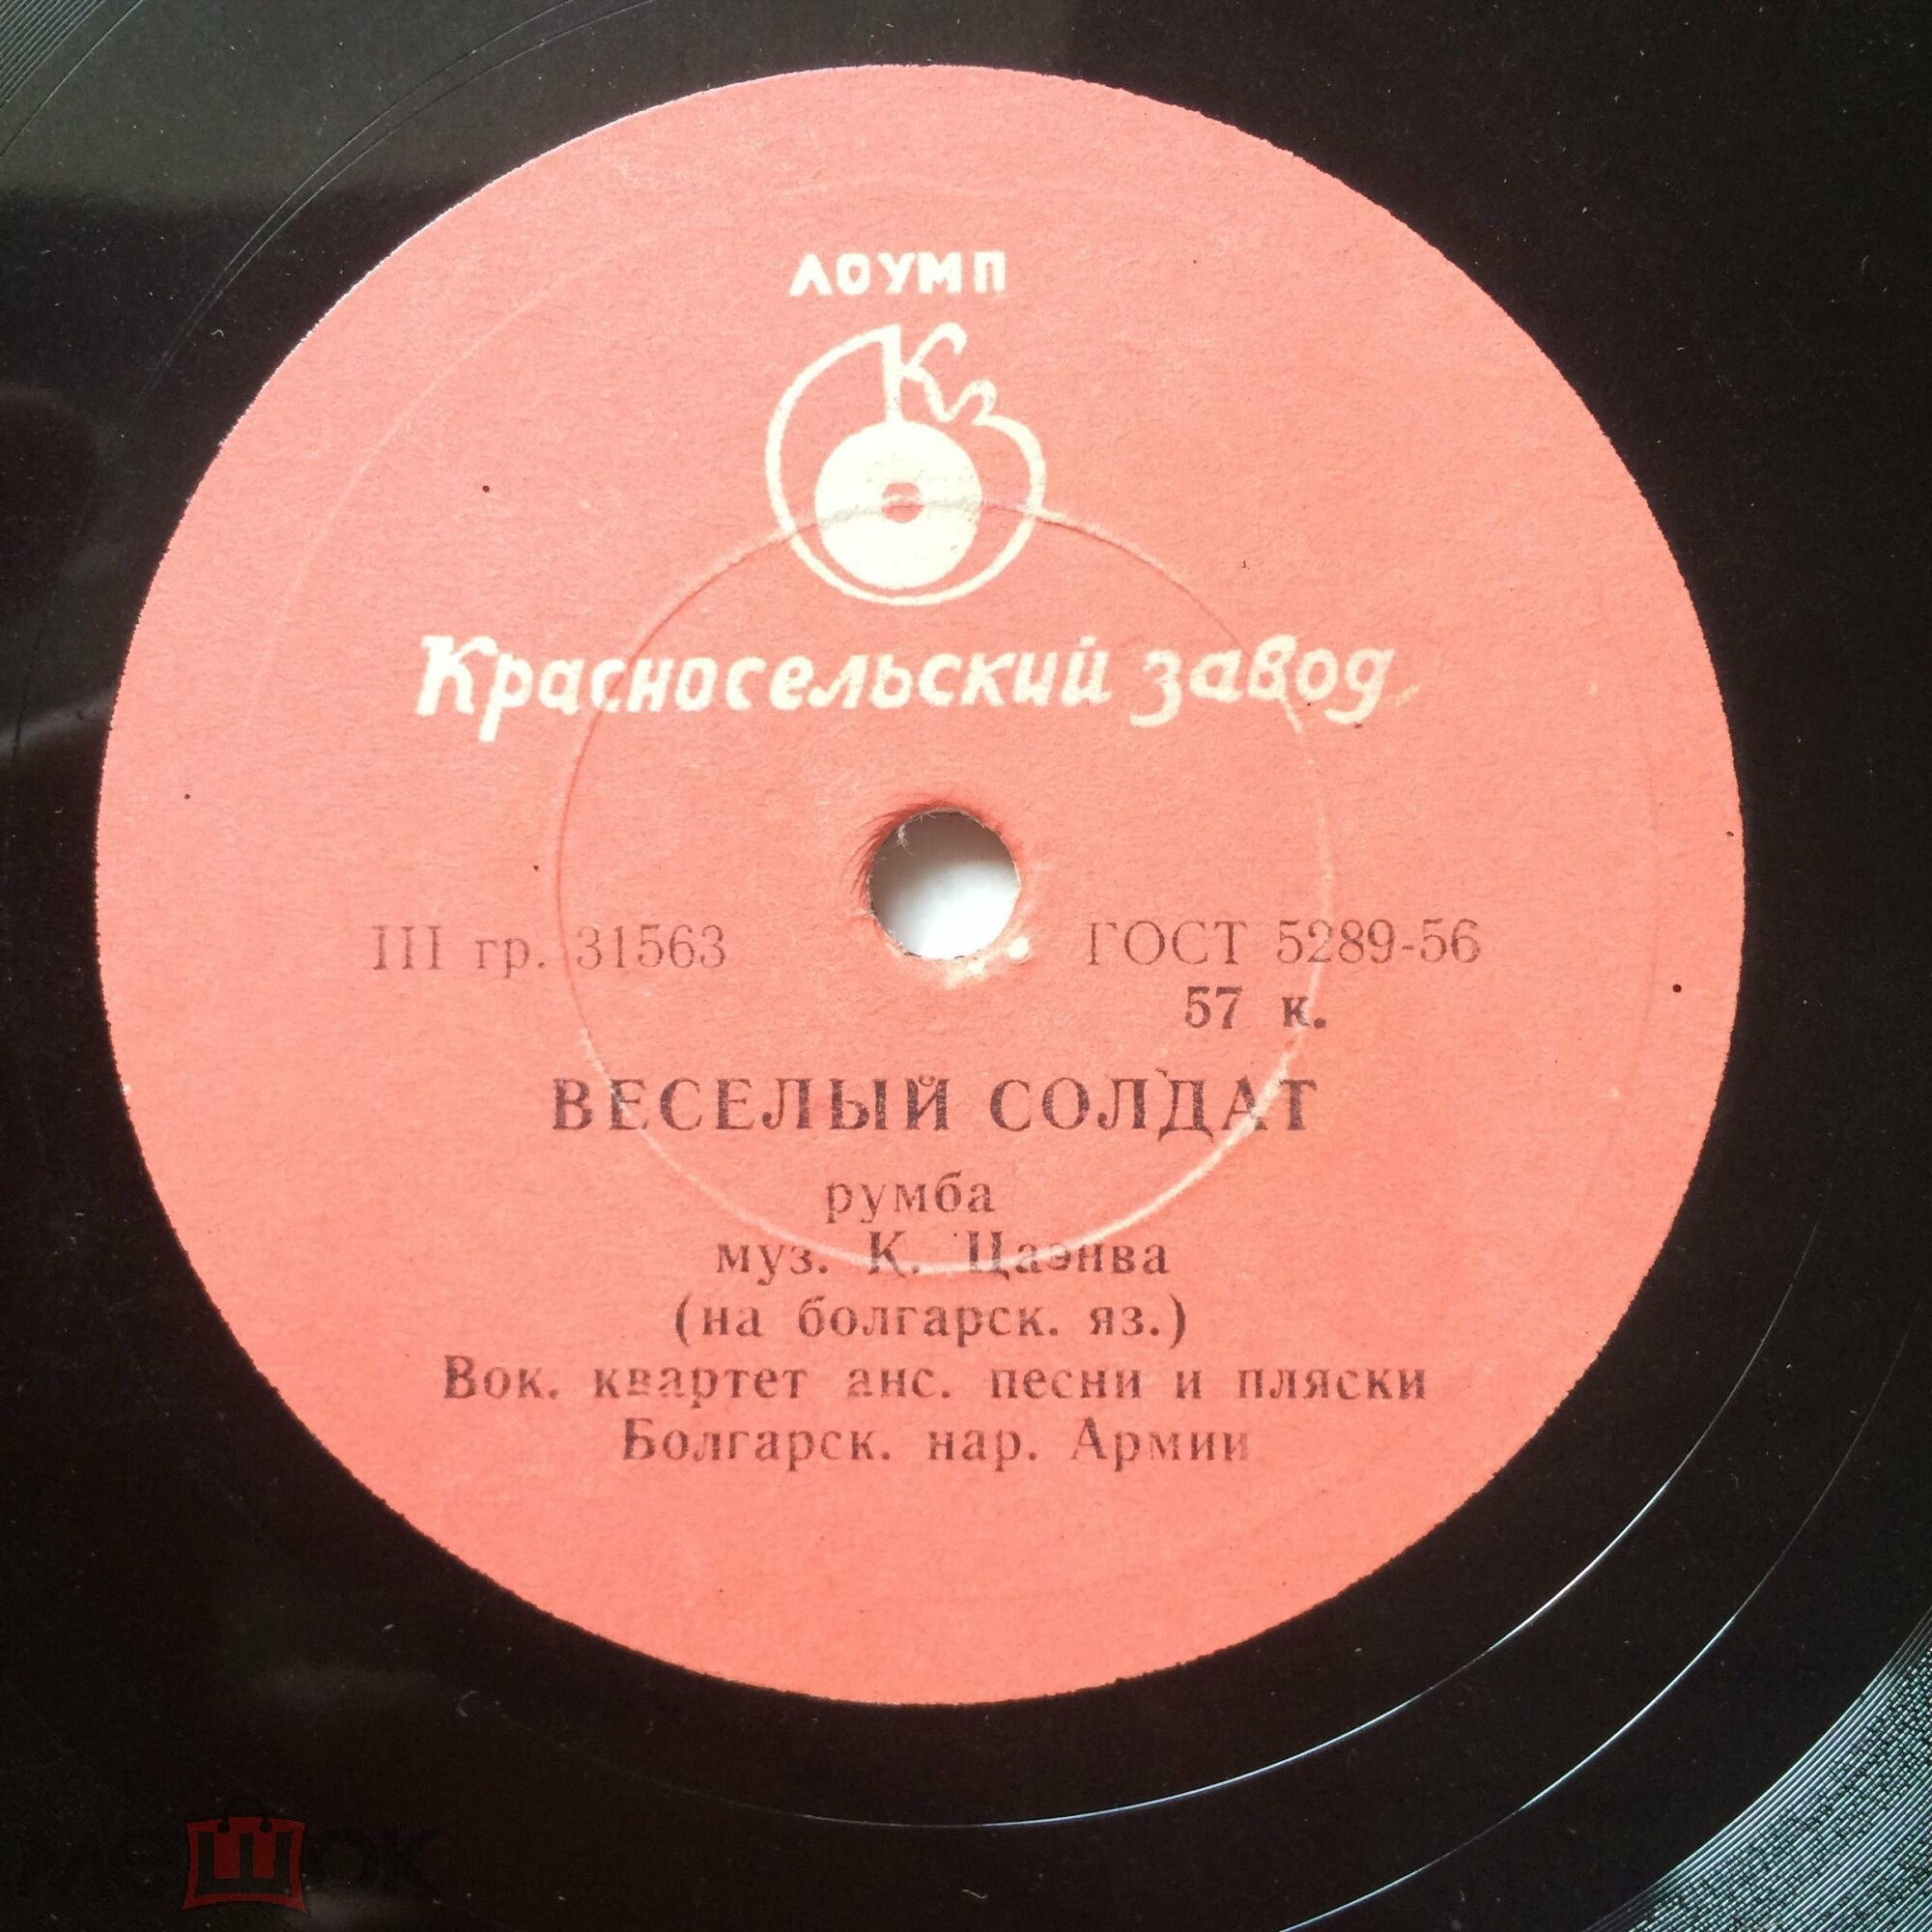 ЛОУМП
Кз
Красносельский завод
III гр. 31563
ГОСТ 5289-56
57 к.
ВЕСЕЛЫЙ СОЛДАТ
румба
муз. К. Цаэнва
(на болгарск. яз.)
Вок. квартет анс. песни и пляски
Болгарск. нар. Армии
мешок